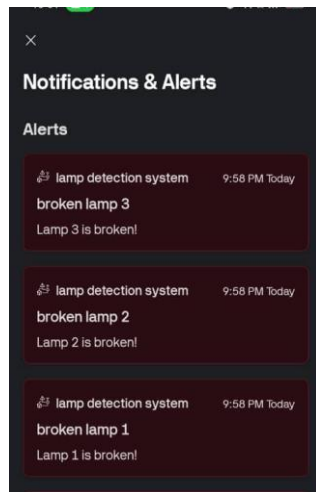 Notifications & Alerts
Alerts
lamp detection system 9:58 PM Today
broken lamp 3
Lamp 3 is broken!
lamp detection system 9:58 PM Today
broken lamp 2
Lamp 2 is broken!
lamp detection system 9:58 PM Today
broken lamp 1
Lamp 1 is broken!